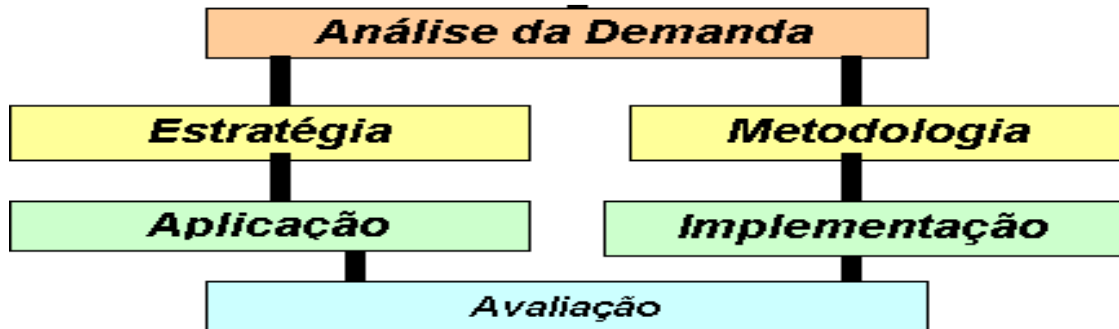 Análise da Demanda
Estratégia
Metodologia
Aplicação
Implementação
Avaliação